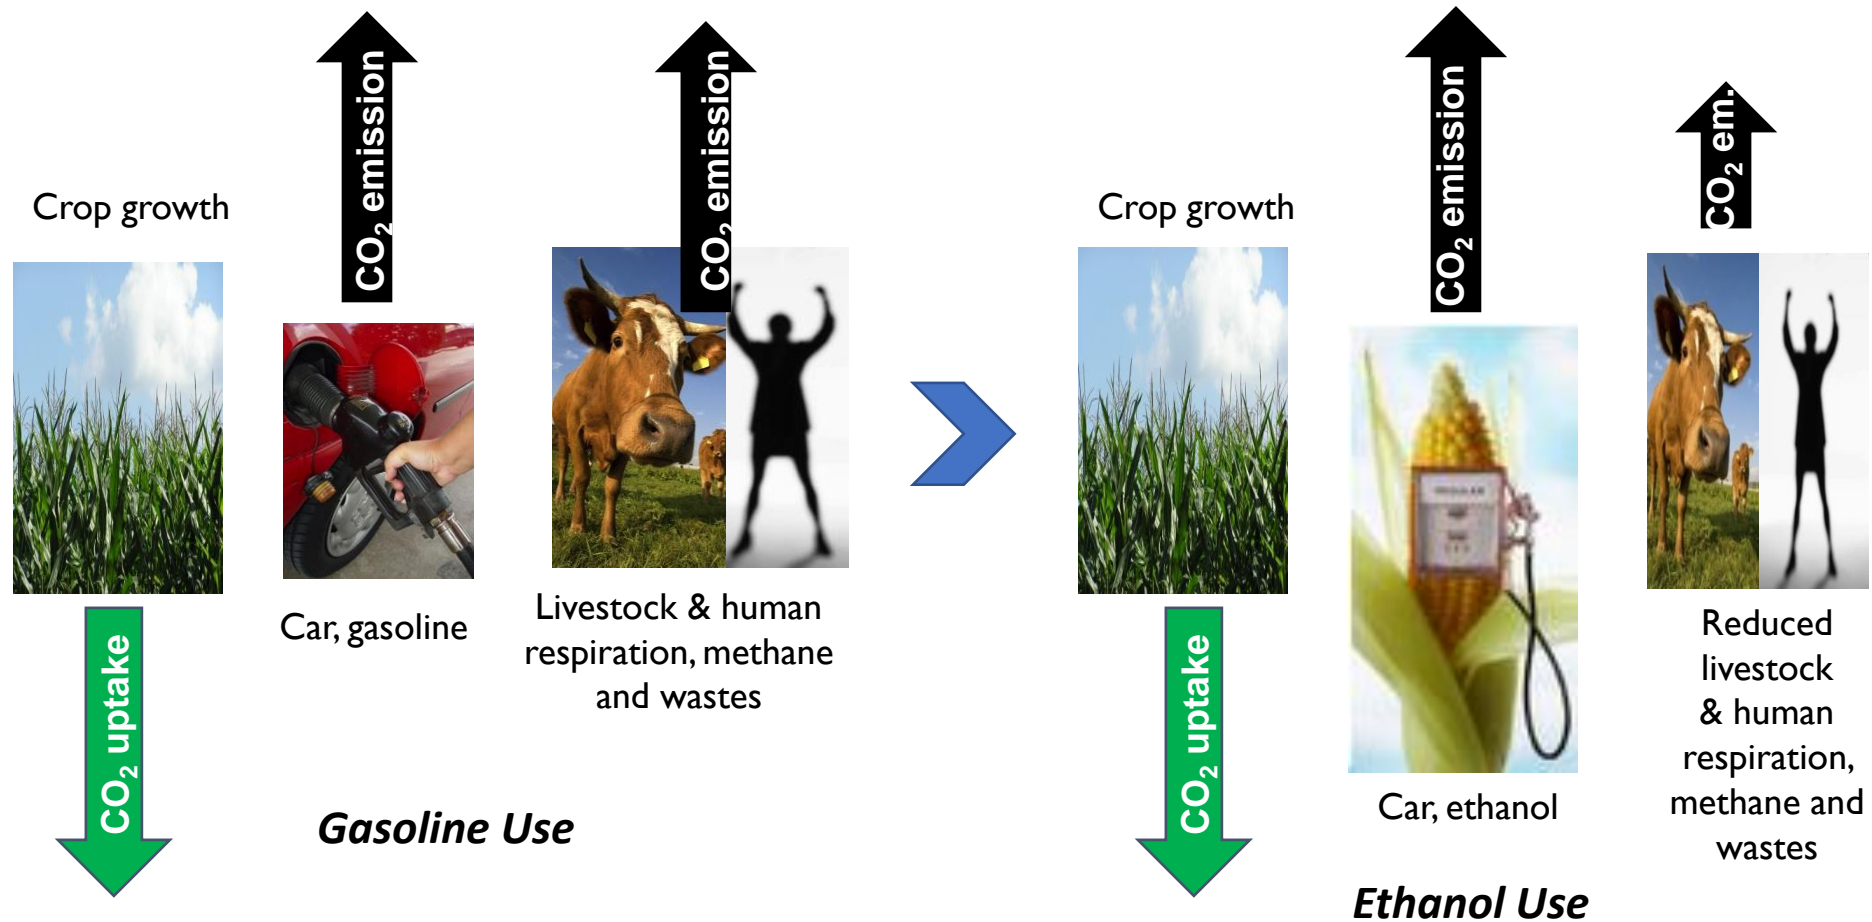 CO₂ emission
CO₂ emission
Crop growth
Car, gasoline
Livestock & human
respiration, methane
and wastes
CO₂ uptake
Gasoline Use
CO₂ emission
CO₂ em.
Crop growth
REGULAR
Car, ethanol
Reduced
livestock
& human
respiration,
methane and
wastes
CO₂ uptake
Ethanol Use